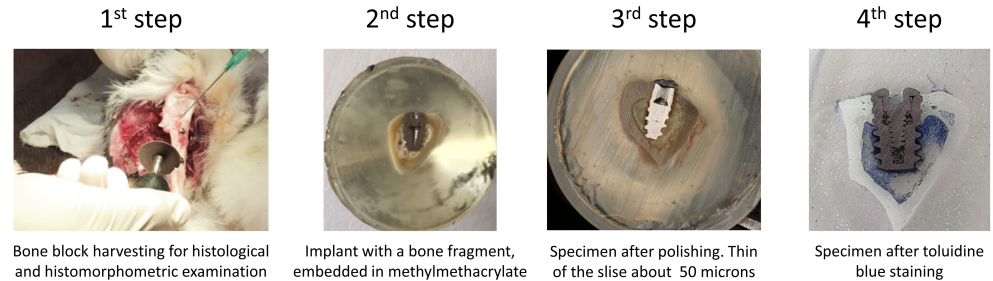 1st step
2nd step
3rd step
4th step
Bone block harvesting for histological
and histomorphometric examination
Implant with a bone fragment,
embedded in methylmethacrylate
Specimen after polishing. Thin
of the slise about 50 microns
Specimen after toluidine
blue staining